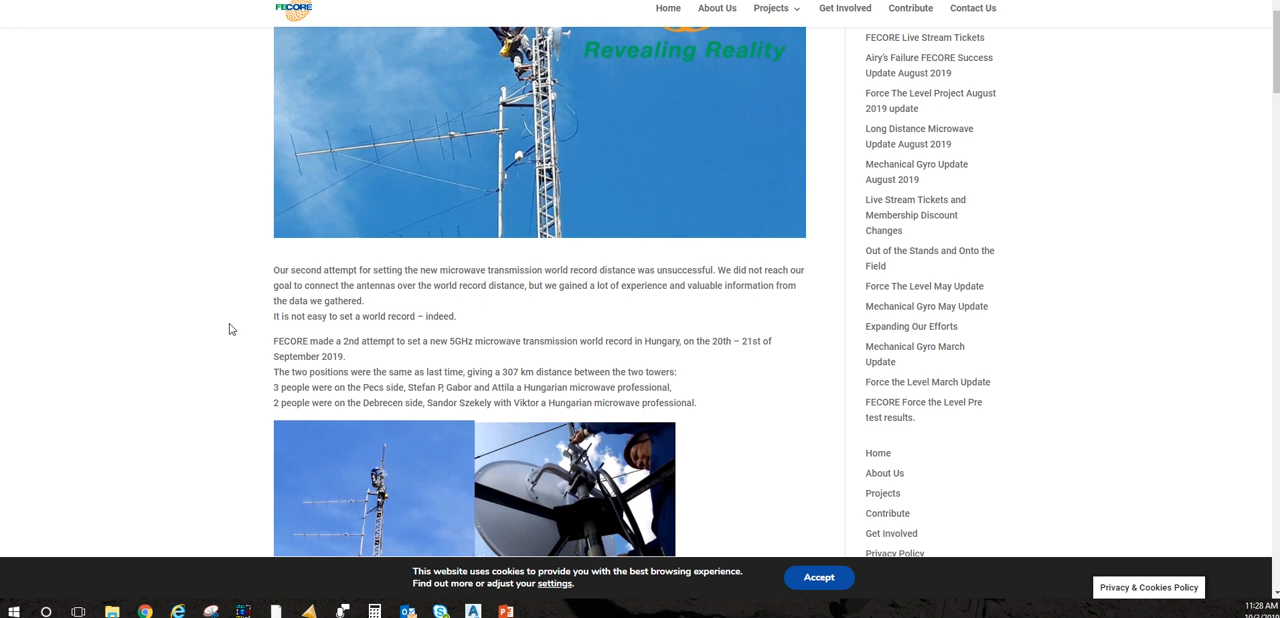 FECORE
Home
About Us
Projects
Get Involved
Contribute
Contact Us
Revealing Reality
Our second attempt for setting the new microwave transmission world record distance was unsuccessful. We did not reach our
goal to connect the antennas over the world record distance, but we gained a lot of experience and valuable information from
the data we gathered.
It is not easy to set a world record – indeed.
FECORE made a 2nd attempt to set a new 5GHz microwave transmission world record in Hungary, on the 20th – 21st of
September 2019.
The two positions were the same as last time, giving a 307 km distance between the two towers:
3 people were on the Pecs side, Stefan P, Gabor and Attila a Hungarian microwave professional,
2 people were on the Debrecen side, Sandor Szekely with Viktor a Hungarian microwave professional.
FECORE Live Stream Tickets
Airy's Failure FECORE Success
Update August 2019
Force The Level Project August
2019 update
Long Distance Microwave
Update August 2019
Mechanical Gyro Update
August 2019
Live Stream Tickets and
Membership Discount
Changes
Out of the Stands and Onto the
Field
Force The Level May Update
Mechanical Gyro May Update
Expanding Our Efforts
Mechanical Gyro March
Update
Force the Level March Update
FECORE Force the Level Pre
test results.
Home
About Us
Projects
Contribute
Get Involved
Privacy Policy
This website uses cookies to provide you with the best browsing experience.
Find out more or adjust your settings.
Accept
Privacy & Cookies Policy
11:28 AM